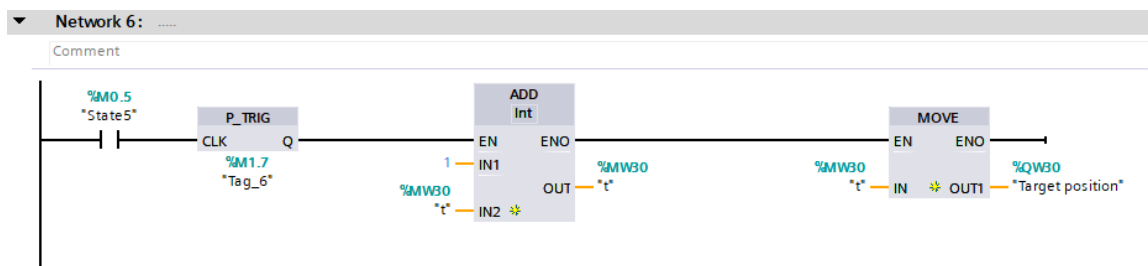 Network 6: .....
Comment
%M0.5
"State5"
P_TRIG
CLK Q
%M1.7
"Tag_6"
ADD
Int
EN ENO
1 IN1
%MW30
"t" IN2
OUT
%MW30
"t"
MOVE
EN ENO
%MW30
"t" IN
OUT1
%QW30
"Target position"